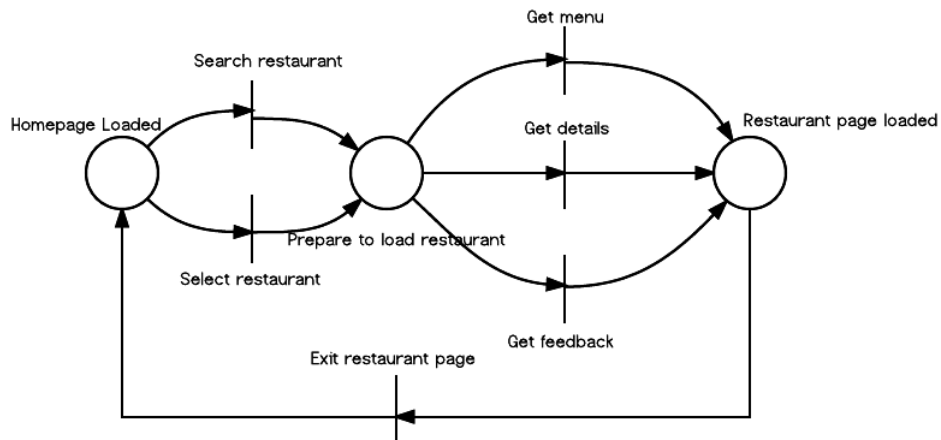 Get menu
Search restaurant
Homepage Loaded
Get details
Restaurant page loaded
Prepare to load restaurant
Select restaurant
Get feedback
Exit restaurant page